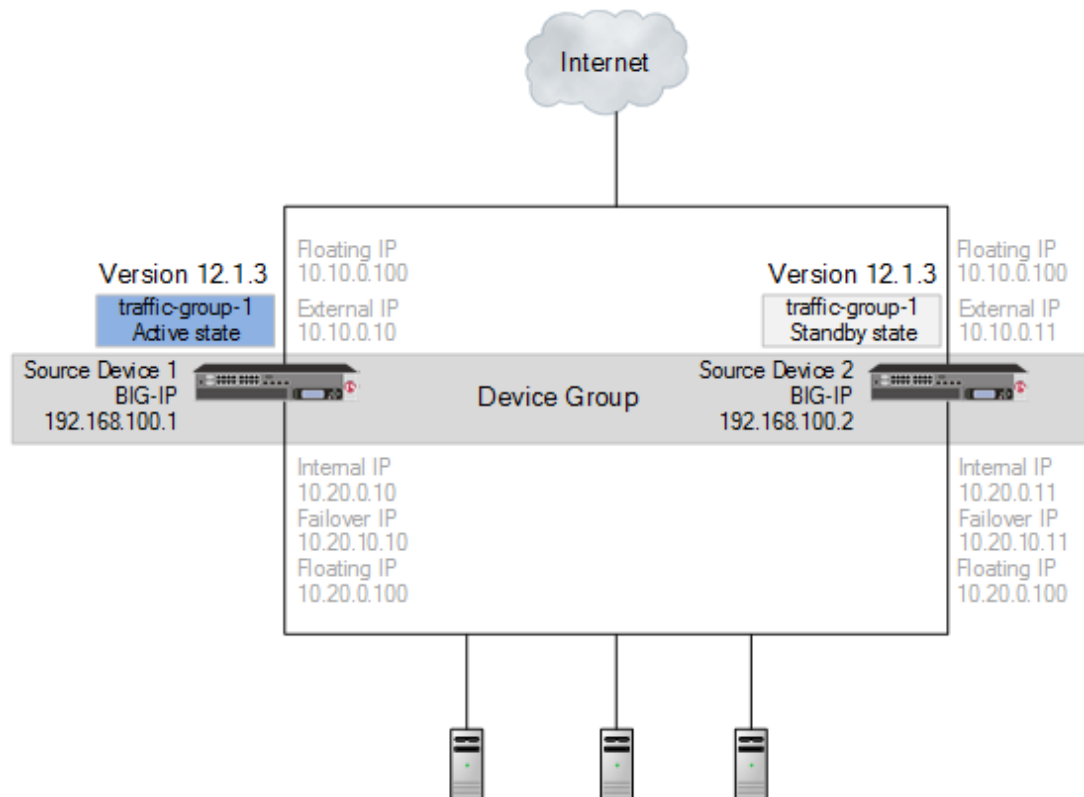 Internet
Floating IP
10.10.0.100
Version 12.1.3
traffic-group-1
Active state
External IP
10.10.0.10
Version 12.1.3
traffic-group-1
Standby state
Floating IP
10.10.0.100
External IP
10.10.0.11
Source Device 1
BIG-IP
192.168.100.1
Device Group
Source Device 2
BIG-IP
192.168.100.2
Internal IP
10.20.0.10
Failover IP
10.20.10.10
Floating IP
10.20.0.100
Internal IP
10.20.0.11
Failover IP
10.20.10.11
Floating IP
10.20.0.100